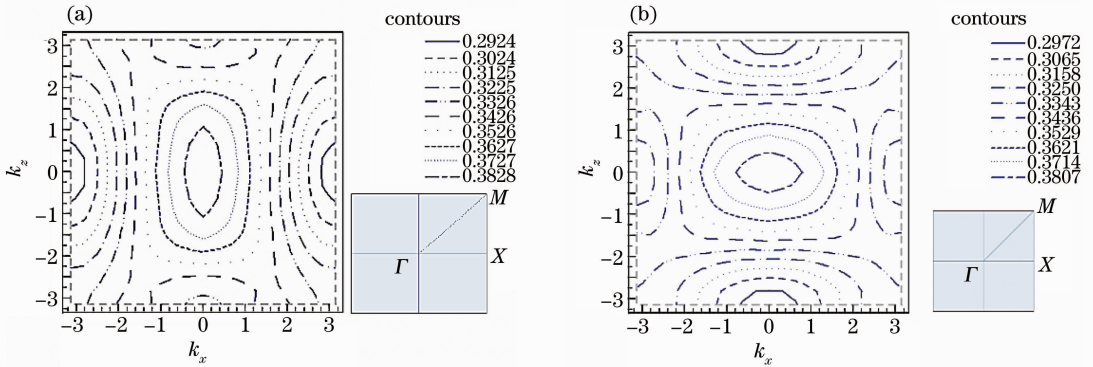 (a)
contours
0.2924
0.3024
0.3125
0.3225
0.3326
0.3426
0.3526
0.3627
0.3727
0.3828
3
2
1
0
−1
−2
−3
k_z
−3 −2 −1 0 1 2 3
k_x
M
Γ
X
(b)
contours
0.2972
0.3065
0.3158
0.3250
0.3343
0.3436
0.3529
0.3621
0.3714
0.3807
3
2
1
0
−1
−2
−3
k_z
−3 −2 −1 0 1 2 3
k_x
M
Γ
X